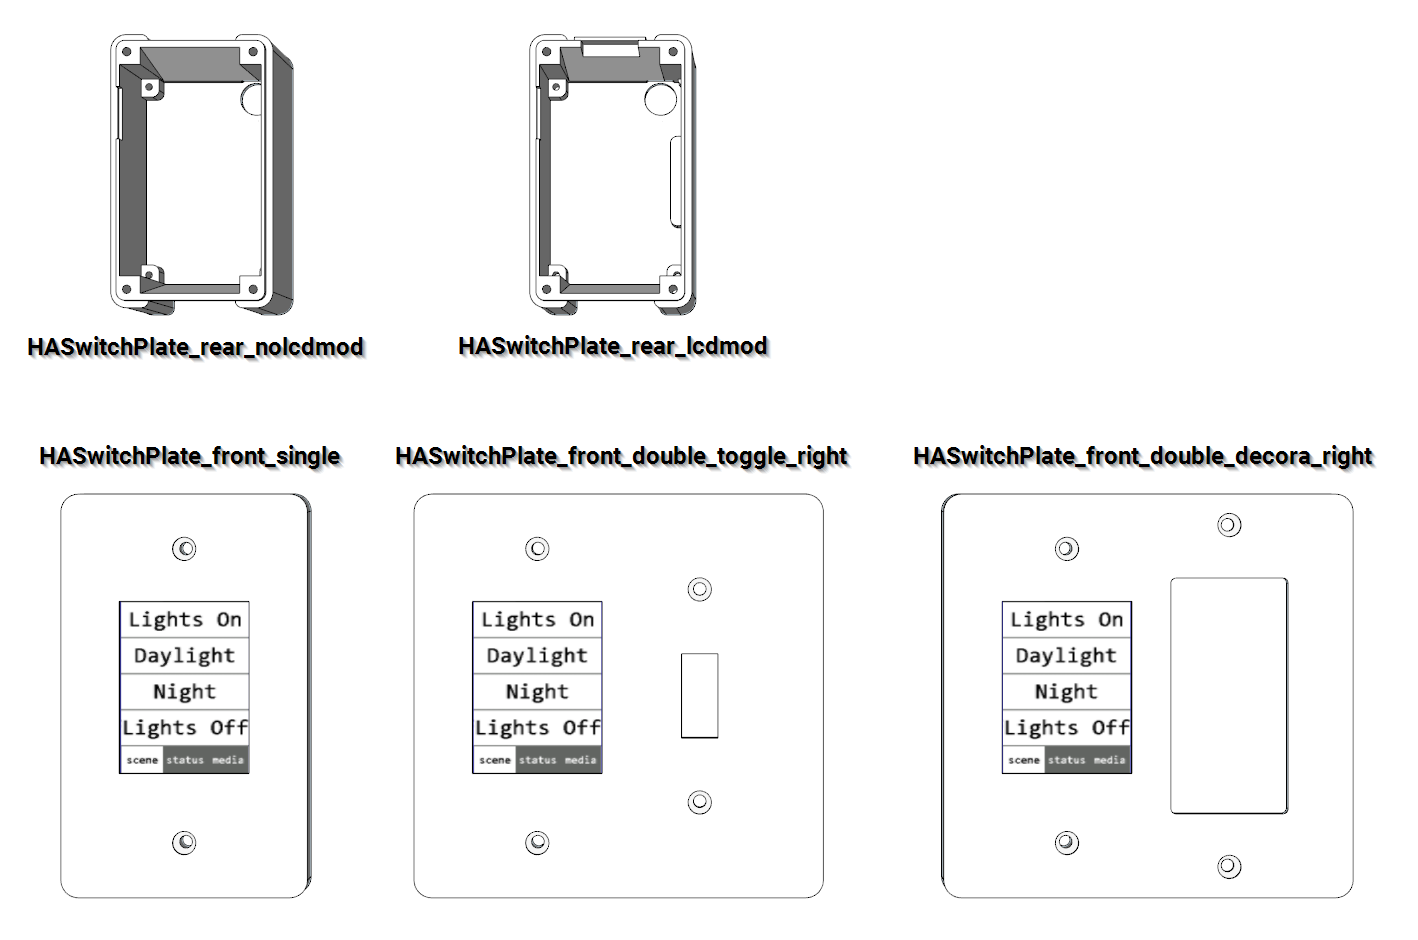 HASwitchPlate_rear_nolcdmod
HASwitchPlate_rear_lcdmod
HASwitchPlate_front_single
HASwitchPlate_front_double_toggle_right
HASwitchPlate_front_double_decora_right
Lights On
Daylight
Night
Lights Off
scene status media
Lights On
Daylight
Night
Lights Off
scene status media
Lights On
Daylight
Night
Lights Off
scene status media